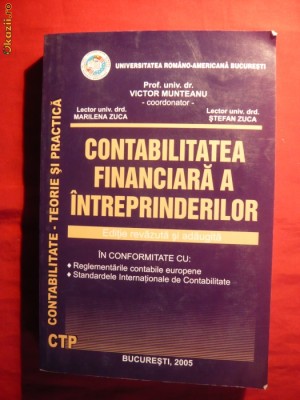 UNIVERSITATEA ROMÂNO-AMERICANĂ BUCUREȘTI
Prof. univ. dr.
VICTOR MUNTEANU
- coordonator -
Lector univ. drd.
MARILENA ZUCA
Lector univ. drd.
ȘTEFAN ZUCA
CONTABILITATEA
FINANCIARĂ A
ÎNTREPRINDERILOR
Ediție revăzută și adăugită
ÎN CONFORMITATE CU:
Reglementările contabile europene
Standardele Internaționale de Contabilitate
BUCUREȘTI, 2005
CONTABILITATE - TEORIE ȘI PRACTICĂ
CTP